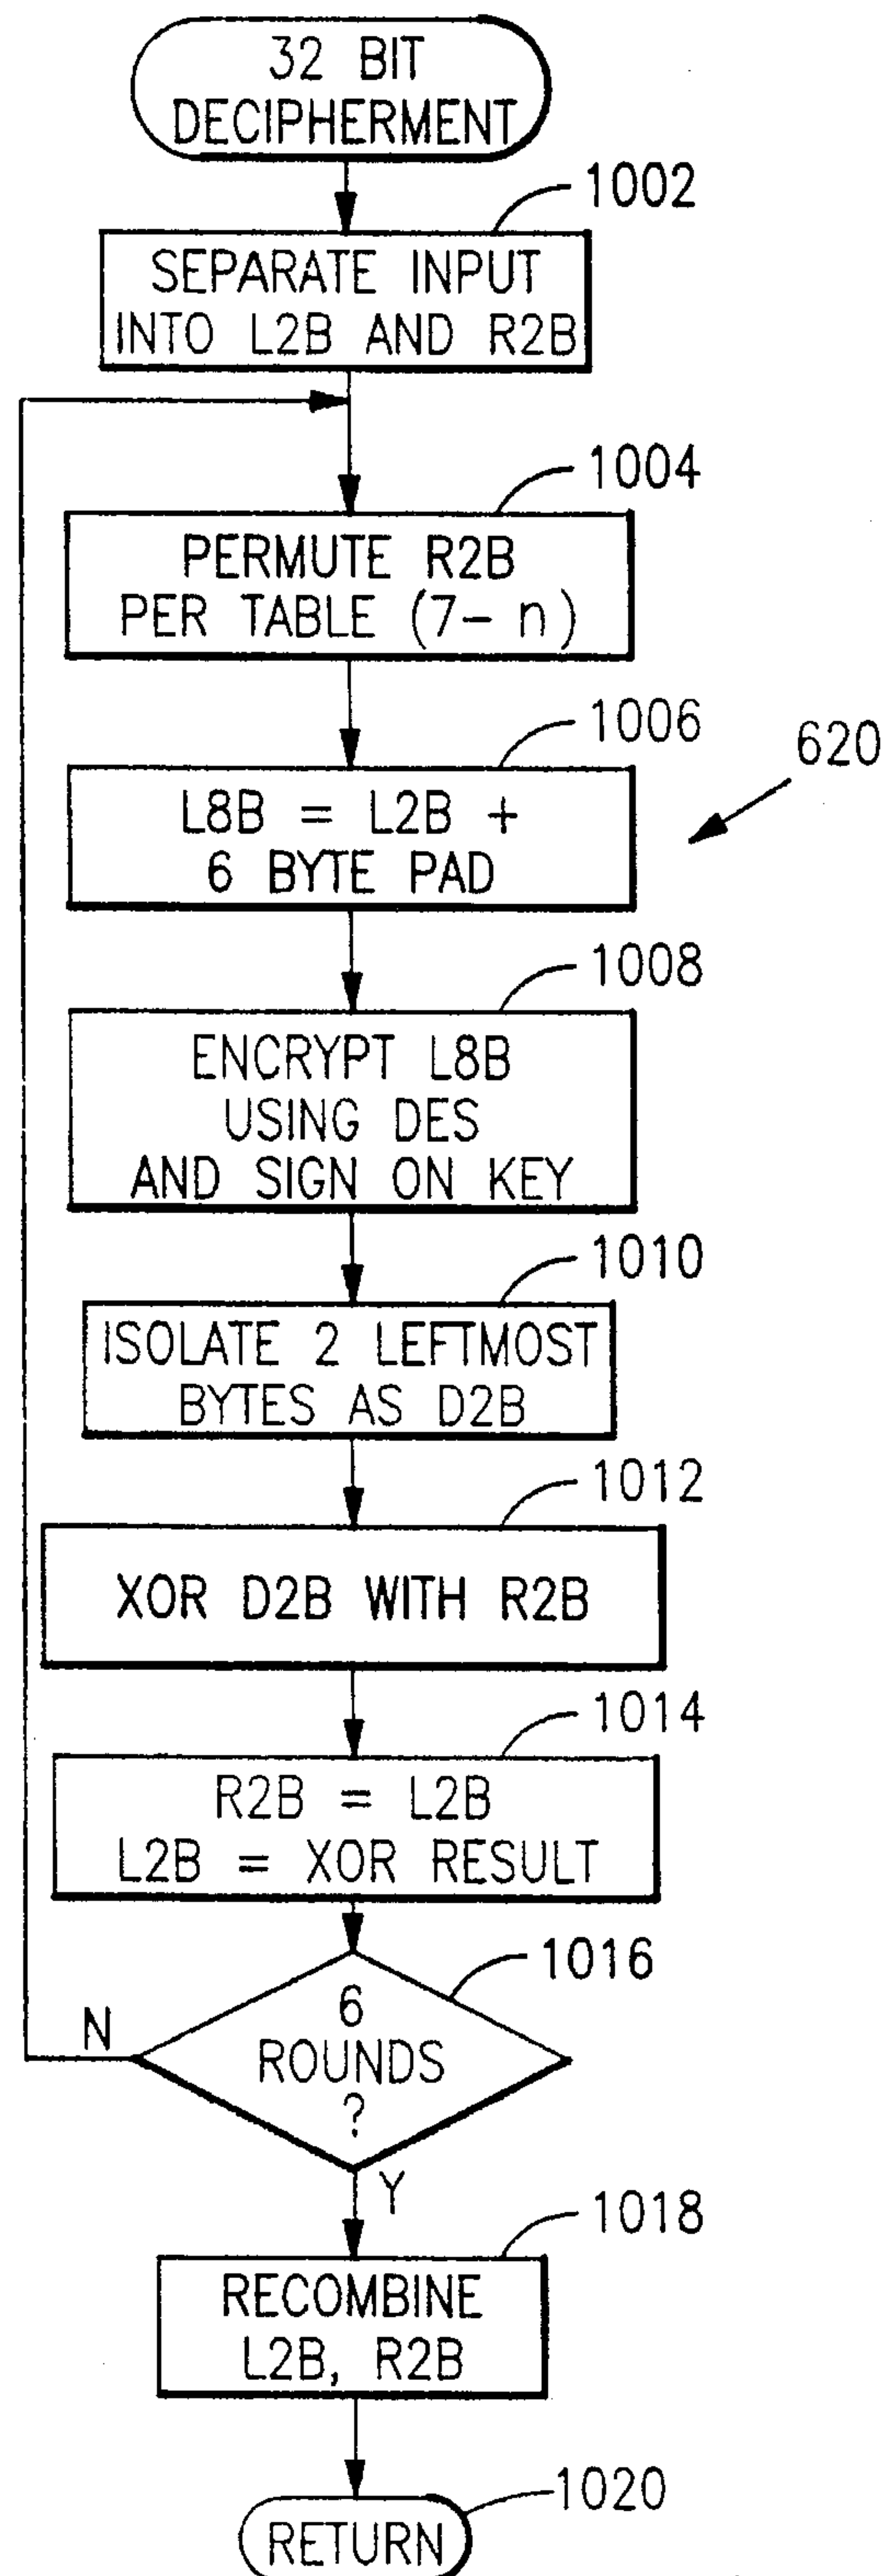 32 BIT
DECIPHERMENT
1002
SEPARATE INPUT
INTO L2B AND R2B
1004
PERMUTE R2B
PER TABLE (7- n)
1006
620
L8B = L2B +
6 BYTE PAD
1008
ENCRYPT L8B
USING DES
AND SIGN ON KEY
1010
ISOLATE 2 LEFTMOST
BYTES AS D2B
1012
XOR D2B WITH R2B
1014
R2B = L2B
L2B = XOR RESULT
1016
6
ROUNDS
?
N
Y
1018
RECOMBINE
L2B, R2B
1020
RETURN